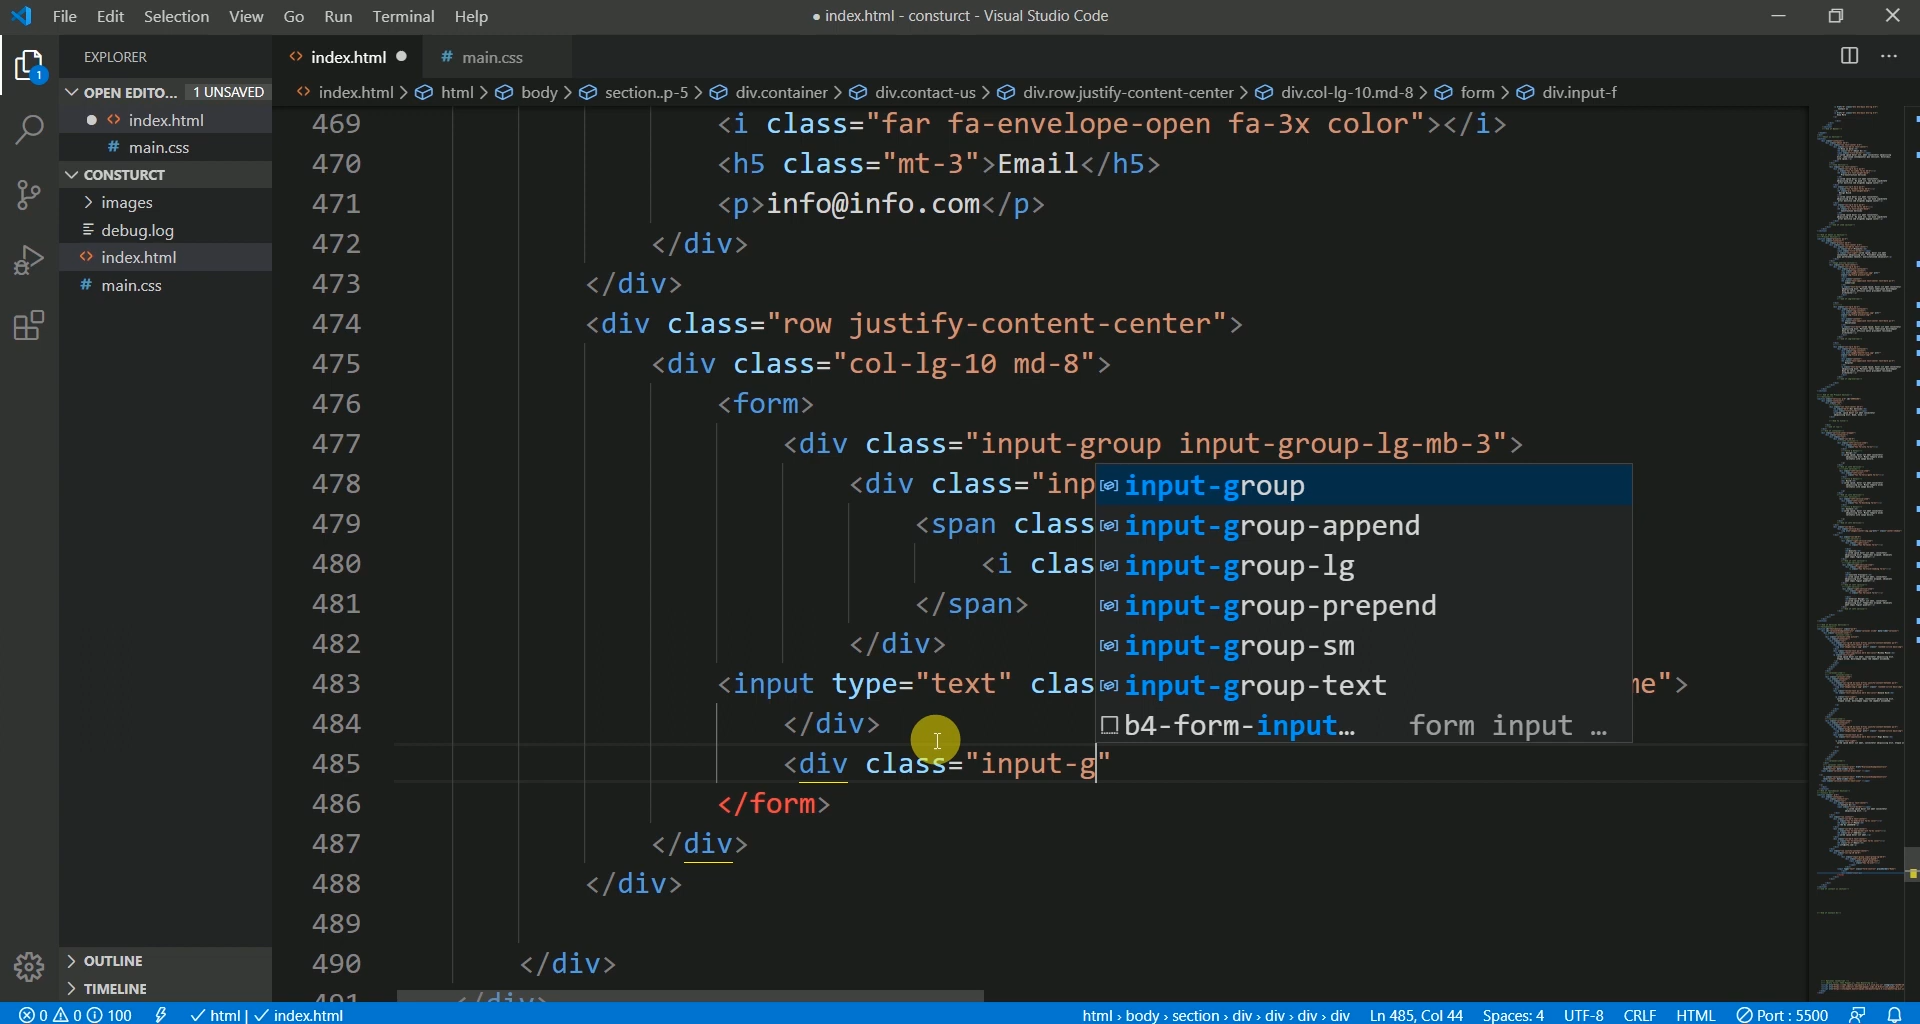 File Edit Selection View Go Run Terminal Help
● index.html - consturct - Visual Studio Code
EXPLORER
OPEN EDITO... 1 UNSAVED
index.html
main.css
CONSTURCT
images
debug.log
index.html
main.css
OUTLINE
TIMELINE
1
<> index.html ●
# main.css
index.html > html > body > section..p-5 > div.container > div.contact-us > div.row.justify-content-center > div.col-lg-10.md-8 > form > div.input-f
469 <i class="far fa-envelope-open fa-3x color"></i>
470 <h5 class="mt-3">Email</h5>
471 <p>info@info.com</p>
472 </div>
473 </div>
474 <div class="row justify-content-center">
475 <div class="col-lg-10 md-8">
476 <form>
477 <div class="input-group input-group-lg-mb-3">
478 <div class="inp
479 <span class
480 <i clas
481 </span>
482 </div>
483 <input type="text" clas me">
484 </div>
485 <div class="input-g"
486 </form>
487 </div>
488 </div>
489
490 </div>
491 </div>
input-group
input-group-append
input-group-lg
input-group-prepend
input-group-sm
input-group-text
b4-form-input… form input …
0 0 100 html | index.html
html › body › section › div › div › div › div Ln 485, Col 44 Spaces: 4 UTF-8 CRLF HTML Port : 5500